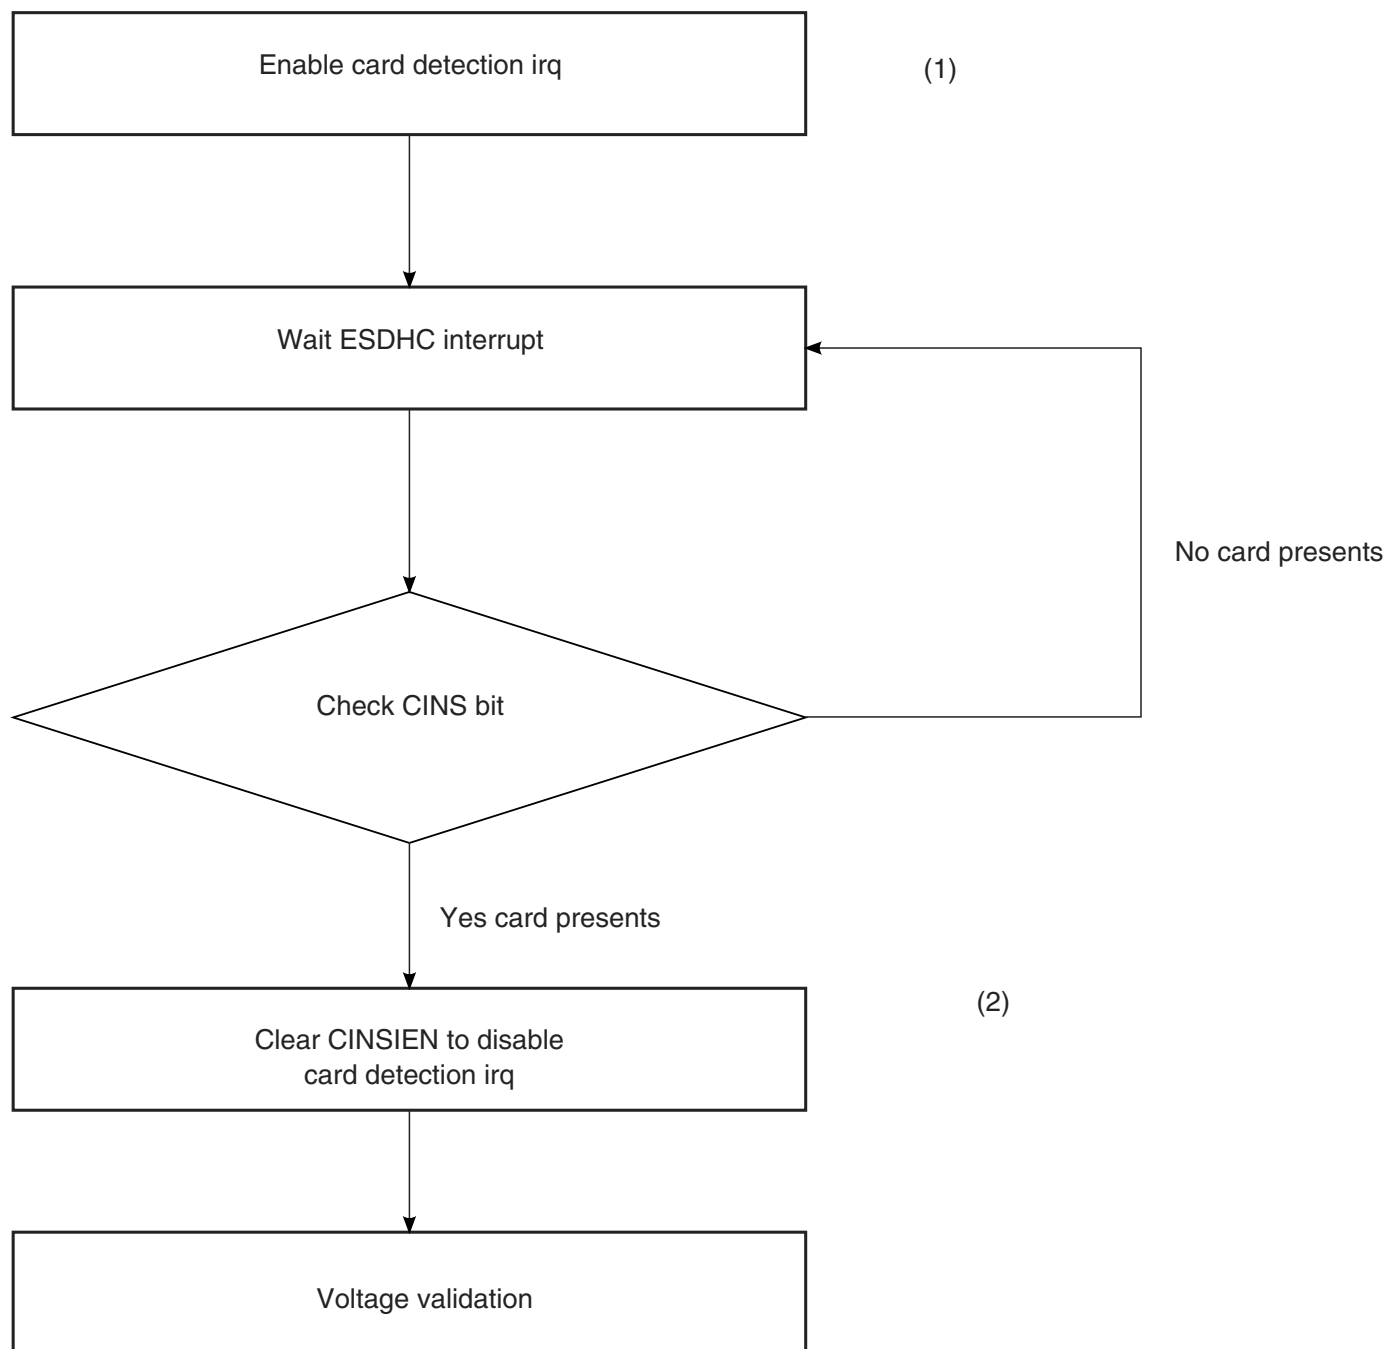 Enable card detection irq
(1)
Wait ESDHC interrupt
No card presents
Check CINS bit
Yes card presents
(2)
Clear CINSIEN to disable
card detection irq
Voltage validation